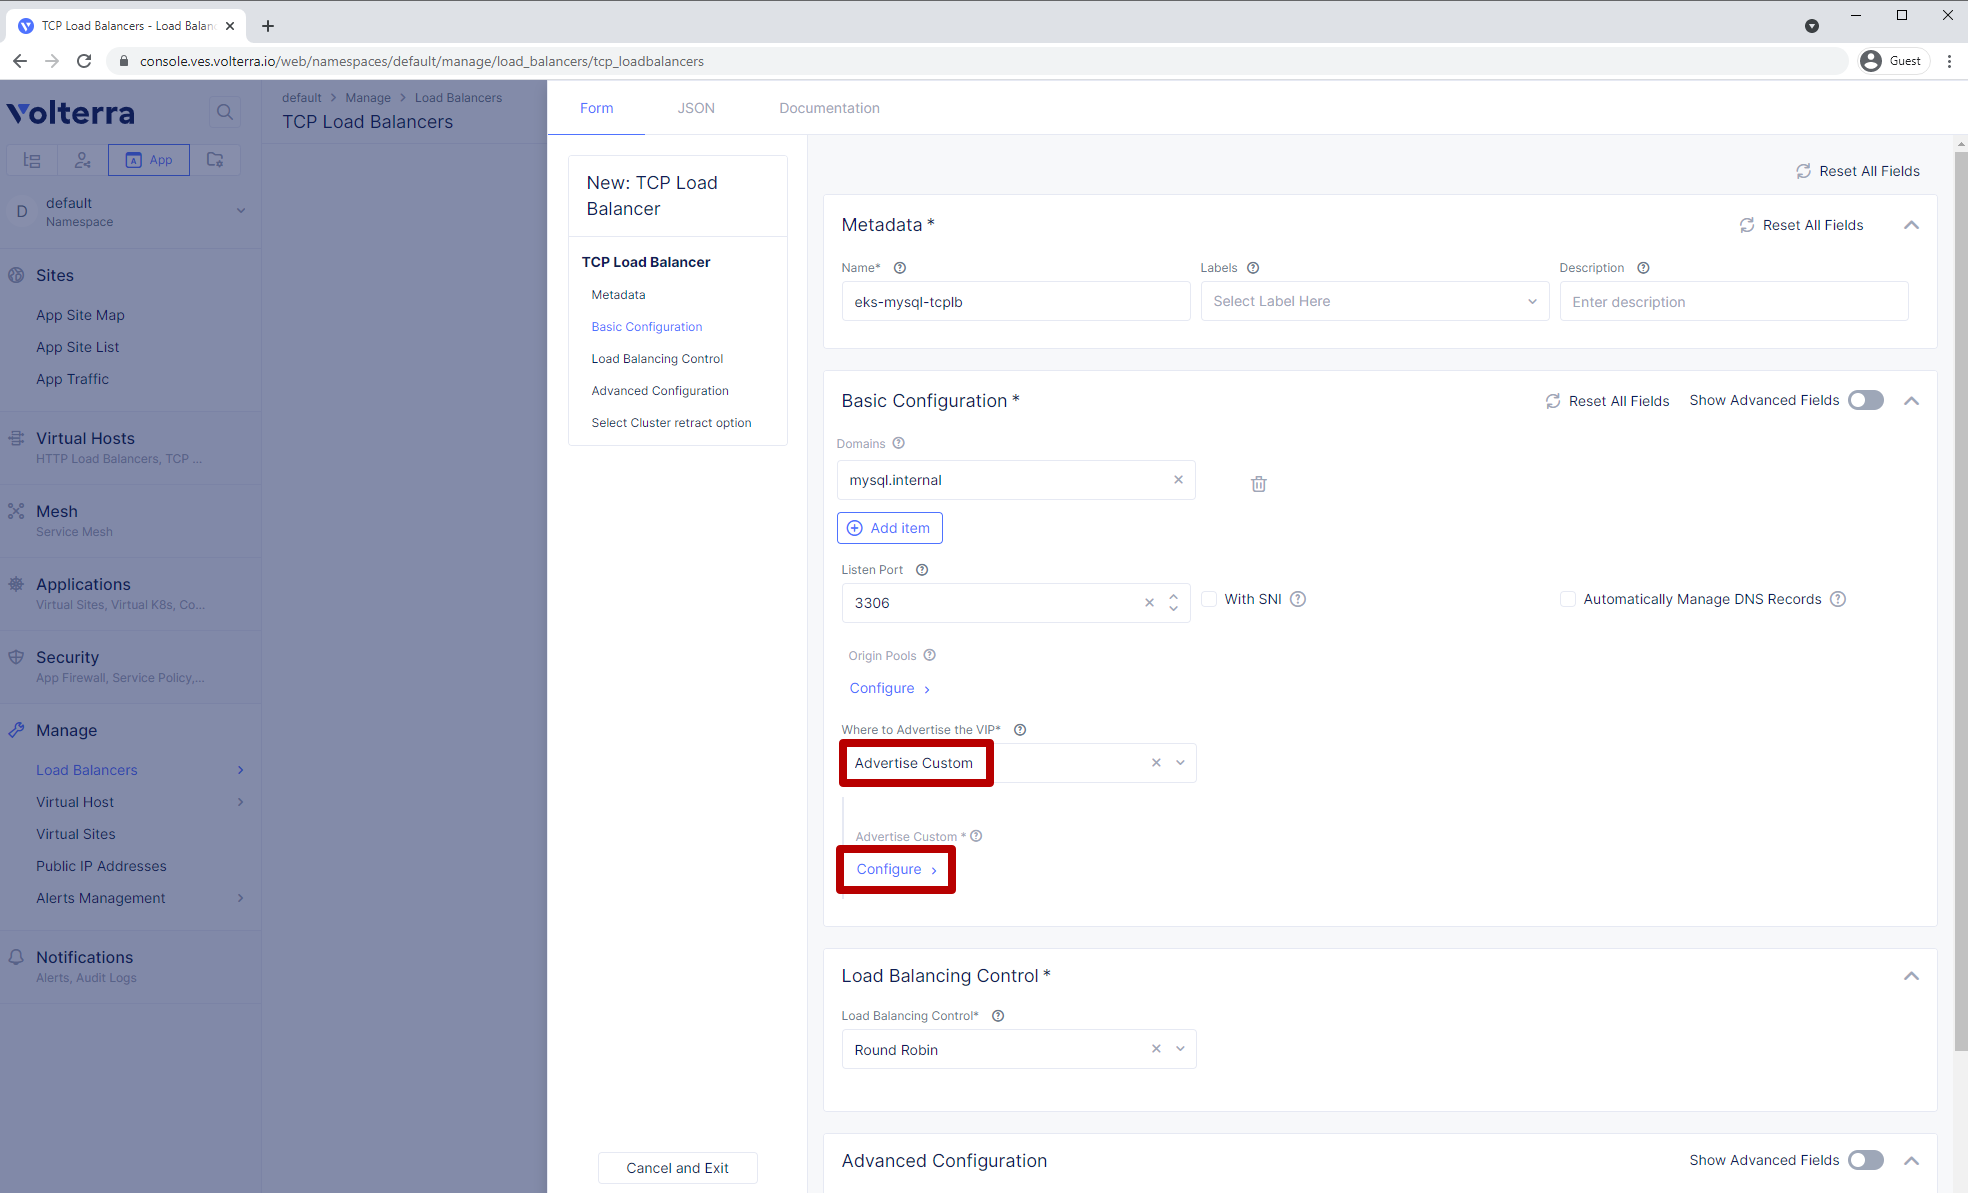 TCP Load Balancers - Load Balan
console.ves.volterra.io/web/namespaces/default/manage/load_balancers/tcp_loadbalancers
Guest
Volterra
App
D
default
Namespace
Sites
App Site Map
App Site List
App Traffic
Virtual Hosts
HTTP Load Balancers, TCP ...
Mesh
Service Mesh
Applications
Virtual Sites, Virtual K8s, Co...
Security
App Firewall, Service Policy,...
Manage
Load Balancers
Virtual Host
Virtual Sites
Public IP Addresses
Alerts Management
Notifications
Alerts, Audit Logs
default > Manage > Load Balancers
TCP Load Balancers
Form JSON Documentation
New: TCP Load
Balancer
TCP Load Balancer
Metadata
Basic Configuration
Load Balancing Control
Advanced Configuration
Select Cluster retract option
Cancel and Exit
Reset All Fields
Metadata *
Reset All Fields
Name* Labels Description
eks-mysql-tcplb Select Label Here Enter description
Basic Configuration *
Reset All Fields Show Advanced Fields
Domains
mysql.internal
Add item
Listen Port
3306
With SNI
Automatically Manage DNS Records
Origin Pools
Configure >
Where to Advertise the VIP*
Advertise Custom
Advertise Custom *
Configure >
Load Balancing Control *
Load Balancing Control*
Round Robin
Advanced Configuration
Show Advanced Fields